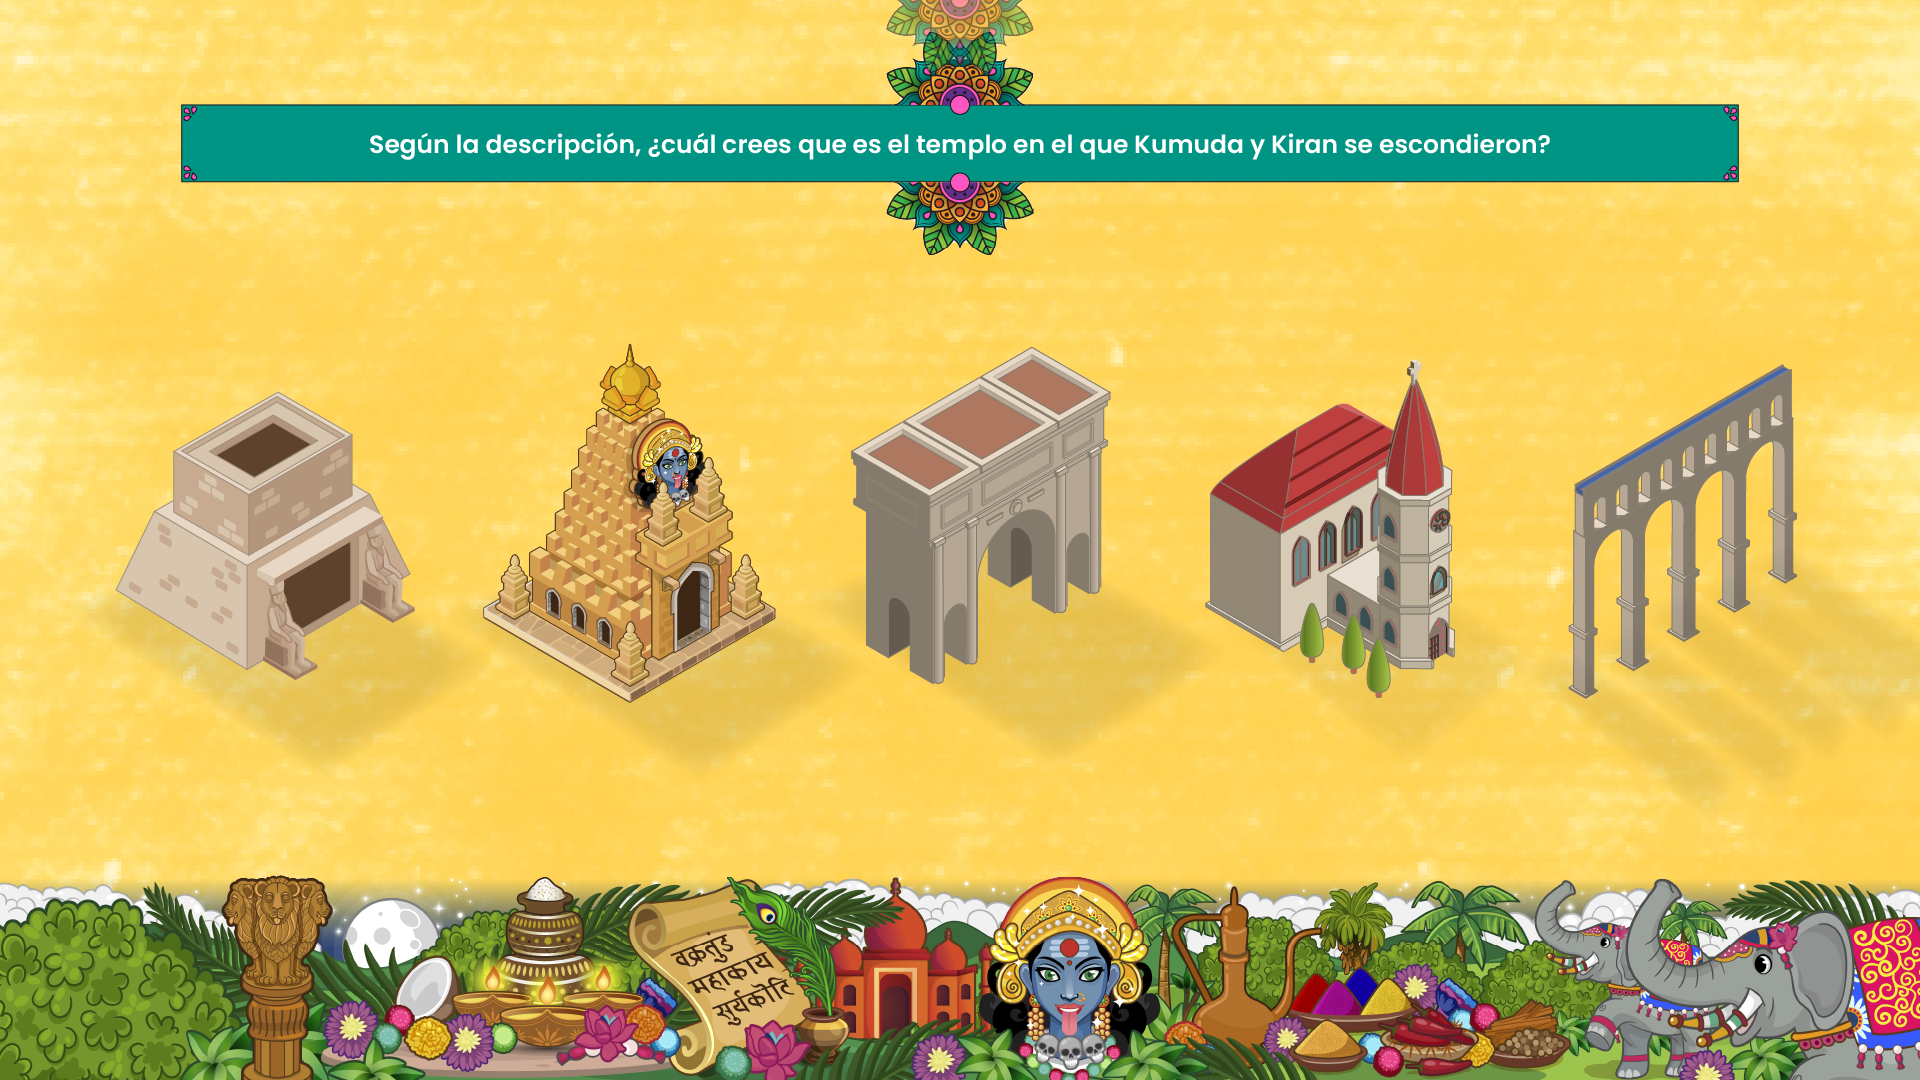 Según la descripción, ¿cuál crees que es el templo en el que Kumuda y Kiran se escondieron?
वक्रतुंड
महाकाय
सुर्यकोटि